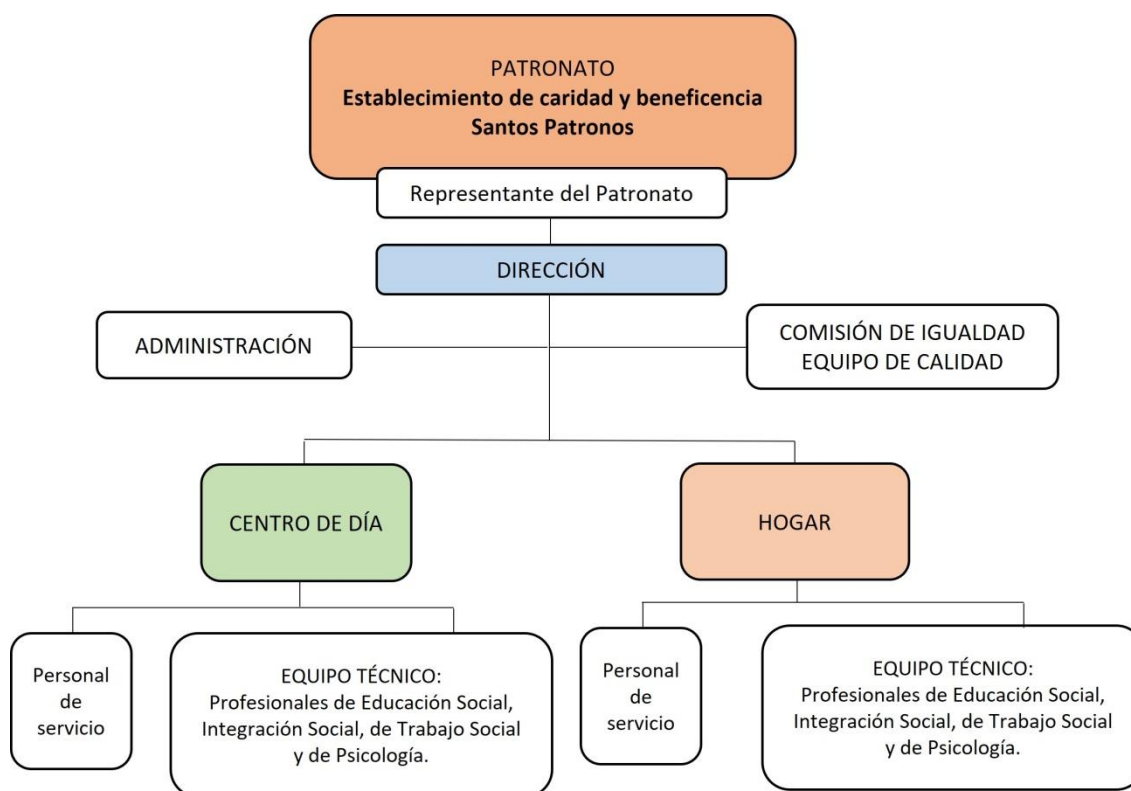 PATRONATO
Establecimiento de caridad y beneficencia
Santos Patronos
Representante del Patronato
DIRECCIÓN
ADMINISTRACIÓN
COMISIÓN DE IGUALDAD
EQUIPO DE CALIDAD
CENTRO DE DÍA
HOGAR
Personal
de
servicio
EQUIPO TÉCNICO:
Profesionales de Educación Social,
Integración Social, de Trabajo Social
y de Psicología.
Personal
de
servicio
EQUIPO TÉCNICO:
Profesionales de Educación Social,
Integración Social, de Trabajo Social
y de Psicología.